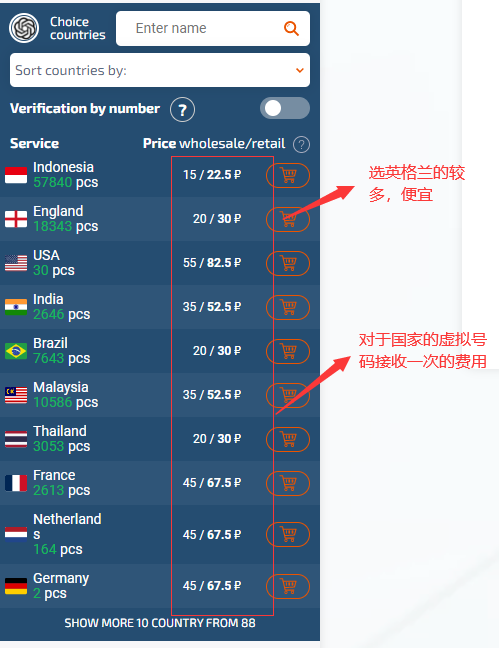 Choice
countries
Enter name
Sort countries by:
Verification by number ?
Service Price wholesale/retail ?
Indonesia
57840 pcs
15 / 22.5 ₽
选英格兰的较
多，便宜
England
18343 pcs
20 / 30 ₽
USA
30 pcs
55 / 82.5 ₽
India
2646 pcs
35 / 52.5 ₽
Brazil
7643 pcs
20 / 30 ₽
对于国家的虚拟号
码接收一次的费用
Malaysia
10586 pcs
35 / 52.5 ₽
Thailand
3053 pcs
20 / 30 ₽
France
2613 pcs
45 / 67.5 ₽
Netherland
s
164 pcs
45 / 67.5 ₽
Germany
2 pcs
45 / 67.5 ₽
SHOW MORE 10 COUNTRY FROM 88